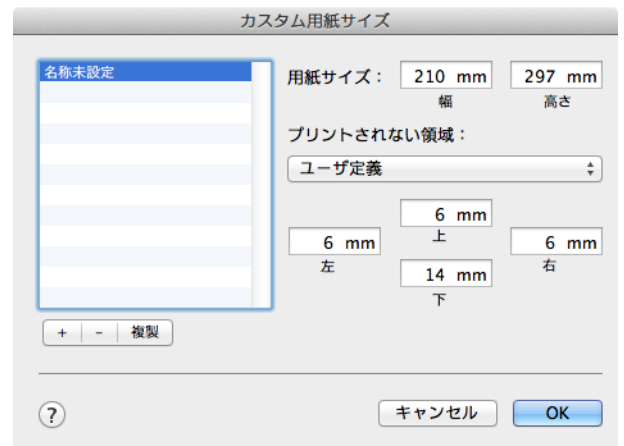 カスタム用紙サイズ
名称未設定
用紙サイズ： 210 mm 297 mm
幅 高さ
プリントされない領域：
ユーザ定義
6 mm
上
6 mm 6 mm
左 右
14 mm
下
+ − 複製
? キャンセル OK